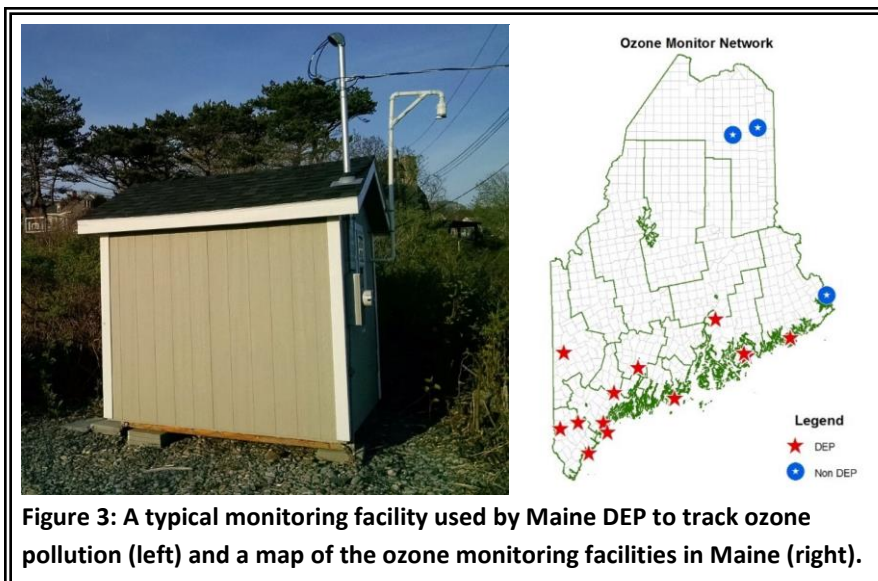 Ozone Monitor Network
Legend
DEP
Non DEP
Figure 3: A typical monitoring facility used by Maine DEP to track ozone
pollution (left) and a map of the ozone monitoring facilities in Maine (right).